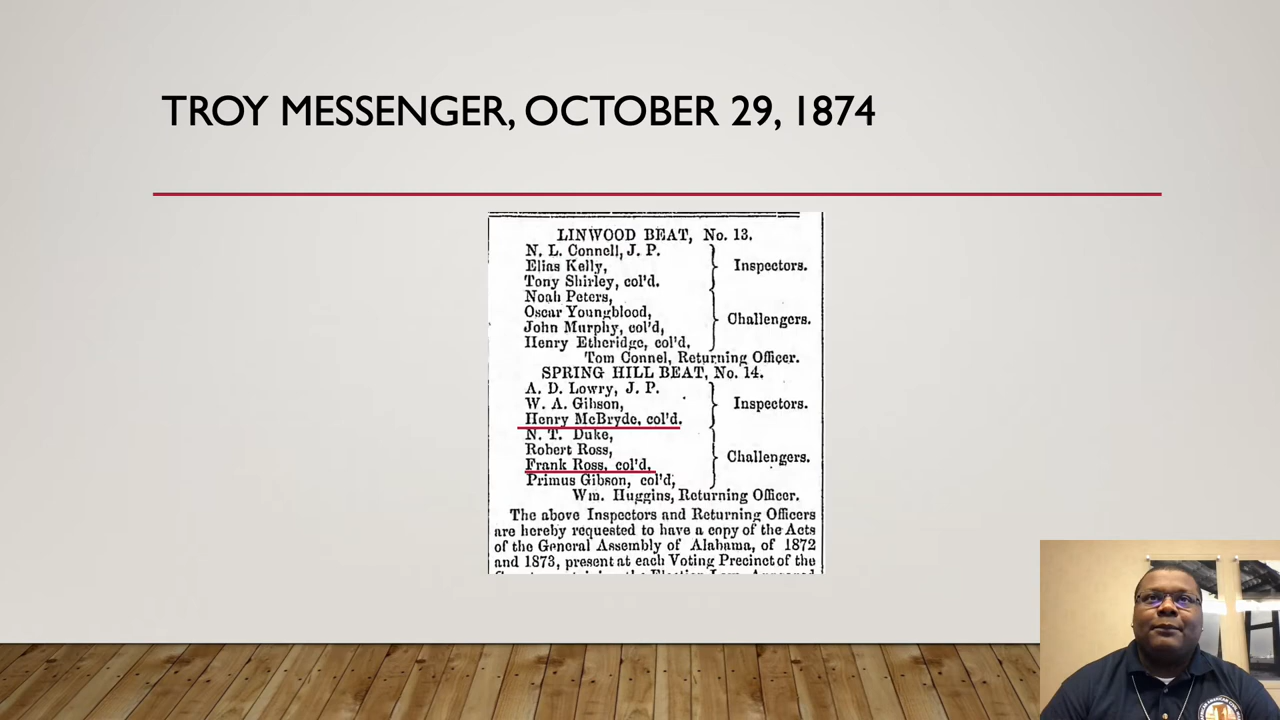 TROY MESSENGER, OCTOBER 29, 1874
LINWOOD BEAT, No. 13.
N. L. Connell, J. P.
Elias Kelly,
Tony Shirley, col'd.
Inspectors.
Noah Peters,
Oscar Youngblood,
John Murphy, col'd,
Henry Etheridge, col'd,
Challengers.
Tom Connel, Returning Officer.
SPRING HILL BEAT, No. 14.
A. D. Lowry, J. P.
W. A. Gibson,
Henry McBryde, col'd.
Inspectors.
N. T. Duke,
Robert Ross,
Frank Ross, col'd,
Primus Gibson, col'd,
Challengers.
Wm. Huggins, Returning Officer.
The above Inspectors and Returning Officers
are hereby requested to have a copy of the Acts
of the General Assembly of Alabama, of 1872
and 1873, present at each Voting Precinct of the